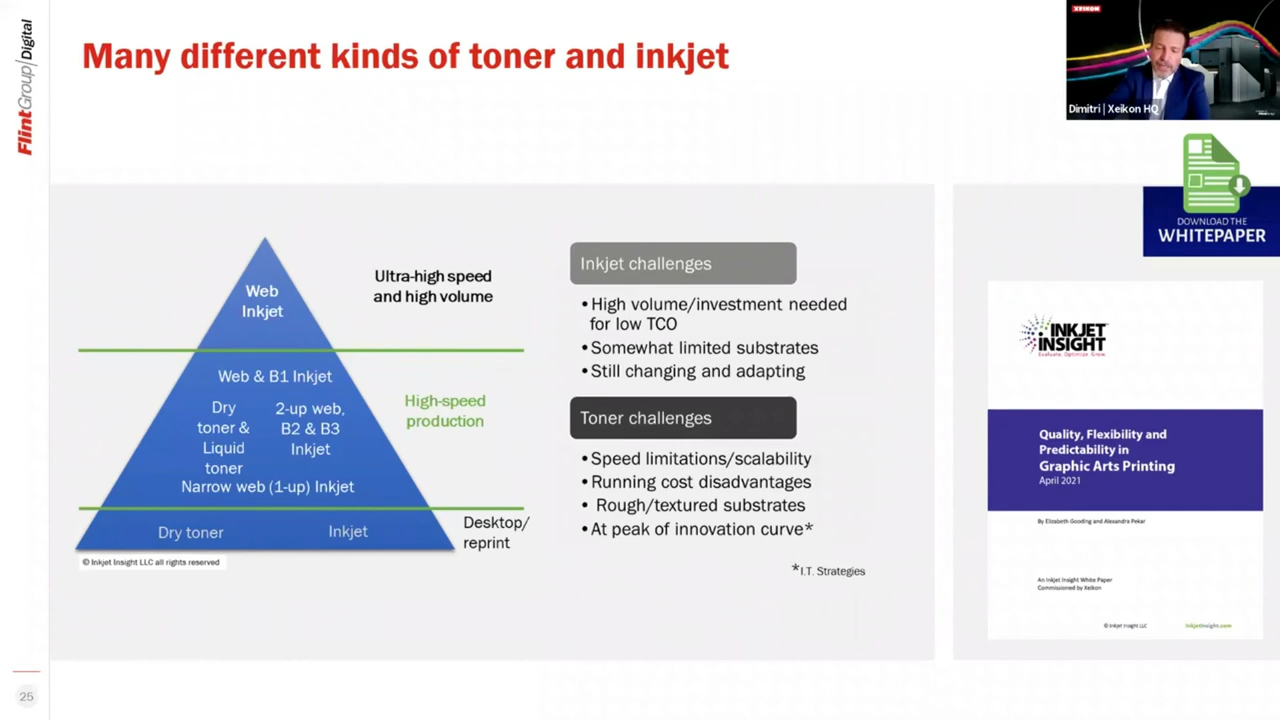 FlintGroup|Digital
Many different kinds of toner and inkjet
XEIKON
Dimitri | Xeikon HQ
DOWNLOAD THE
WHITEPAPER
Web
Inkjet
Ultra-high speed
and high volume
Web & B1 Inkjet
Dry
toner &
Liquid
toner
2-up web,
B2 & B3
Inkjet
Narrow web (1-up) Inkjet
High-speed
production
Dry toner
Inkjet
Desktop/
reprint
© Inkjet Insight LLC all rights reserved
Inkjet challenges
•High volume/investment needed
for low TCO
•Somewhat limited substrates
•Still changing and adapting
Toner challenges
•Speed limitations/scalability
•Running cost disadvantages
• Rough/textured substrates
•At peak of innovation curve*
*I.T. Strategies
INKJET
INSIGHT
Evaluate. Optimize. Grow.
Quality, Flexibility and
Predictability in
Graphic Arts Printing
April 2021
By Elizabeth Gooding and Alexandra Pekar
An Inkjet Insight White Paper
Commissioned by Xeikon
© Inkjet Insight LLC
InkjetInsight.com
25